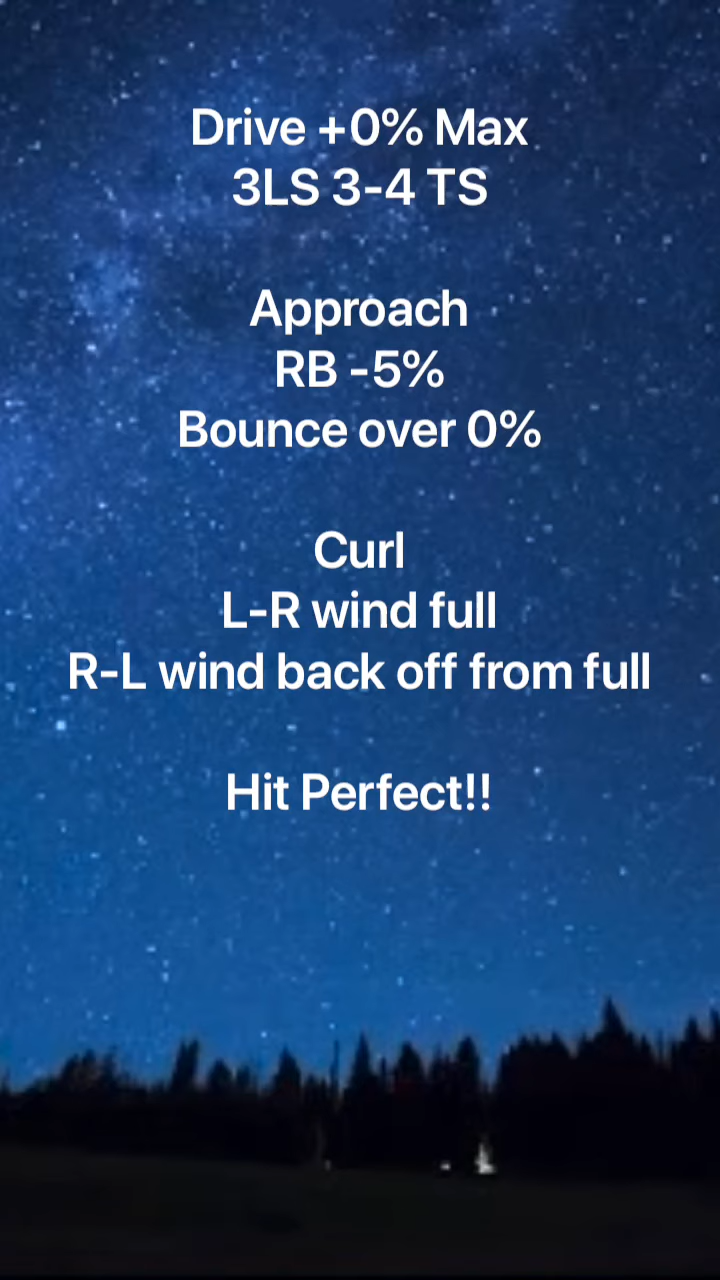 Drive +0% Max
3LS 3-4 TS
Approach
RB -5%
Bounce over 0%
Curl
L-R wind full
R-L wind back off from full
Hit Perfect!!